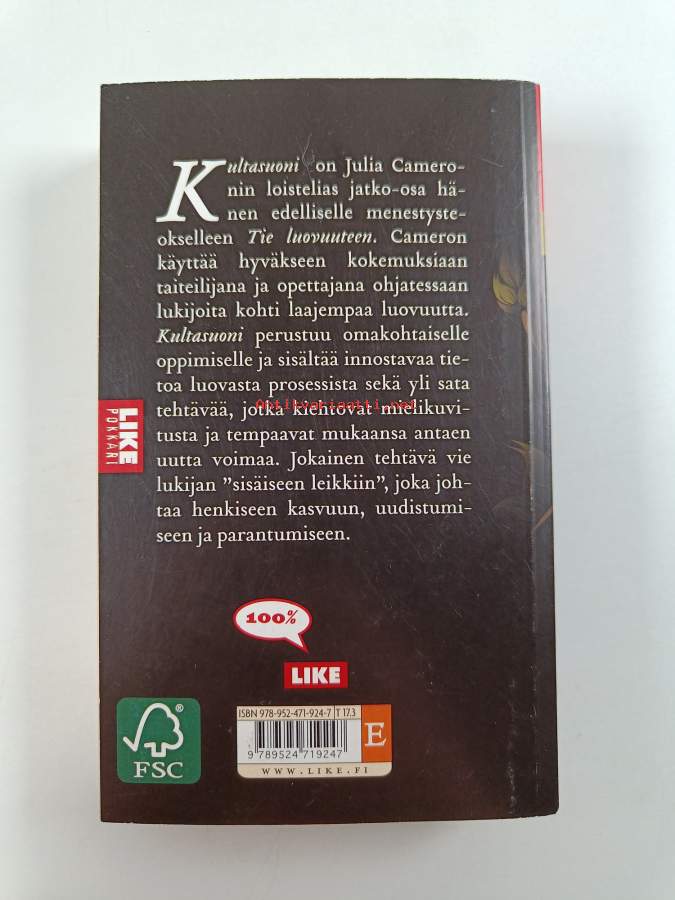 Kultasuoni on Julia Camero-
nin loistelias jatko-osa hä-
nen edelliselle menestyste-
okselleen Tie luovuuteen. Cameron
käyttää hyväkseen kokemuksiaan
taiteilijana ja opettajana ohjatessaan
lukijoita kohti laajempaa luovuutta.
Kultasuoni perustuu omakohtaiselle
oppimiselle ja sisältää innostavaa tie-
toa luovasta prosessista sekä yli sata
tehtävää, jotka kiehtovat mielikuvi-
tusta ja tempaavat mukaansa antaen
uutta voimaa. Jokainen tehtävä vie
lukijan ”sisäiseen leikkiin”, joka joh-
taa henkiseen kasvuun, uudistumi-
seen ja parantumiseen.
Antikvariaatti.net
LIKE
POKKARI
100%
LIKE
FSC
ISBN 978-952-471-924-7 T 17.3
9 789524 719247
E
WWW.LIKE.FI